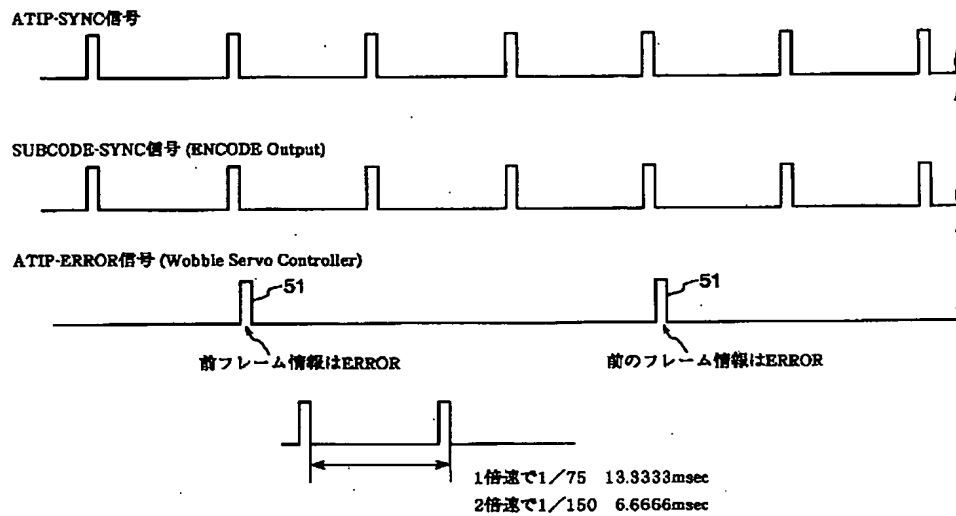 ATIP-SYNC信号
SUBCODE-SYNC信号 (ENCODE Output)
ATIP-ERROR信号 (Wobble Servo Controller)
51
51
前フレーム情報はERROR
前のフレーム情報はERROR
1倍速で1/75 13.3333msec
2倍速で1/150 6.6666msec